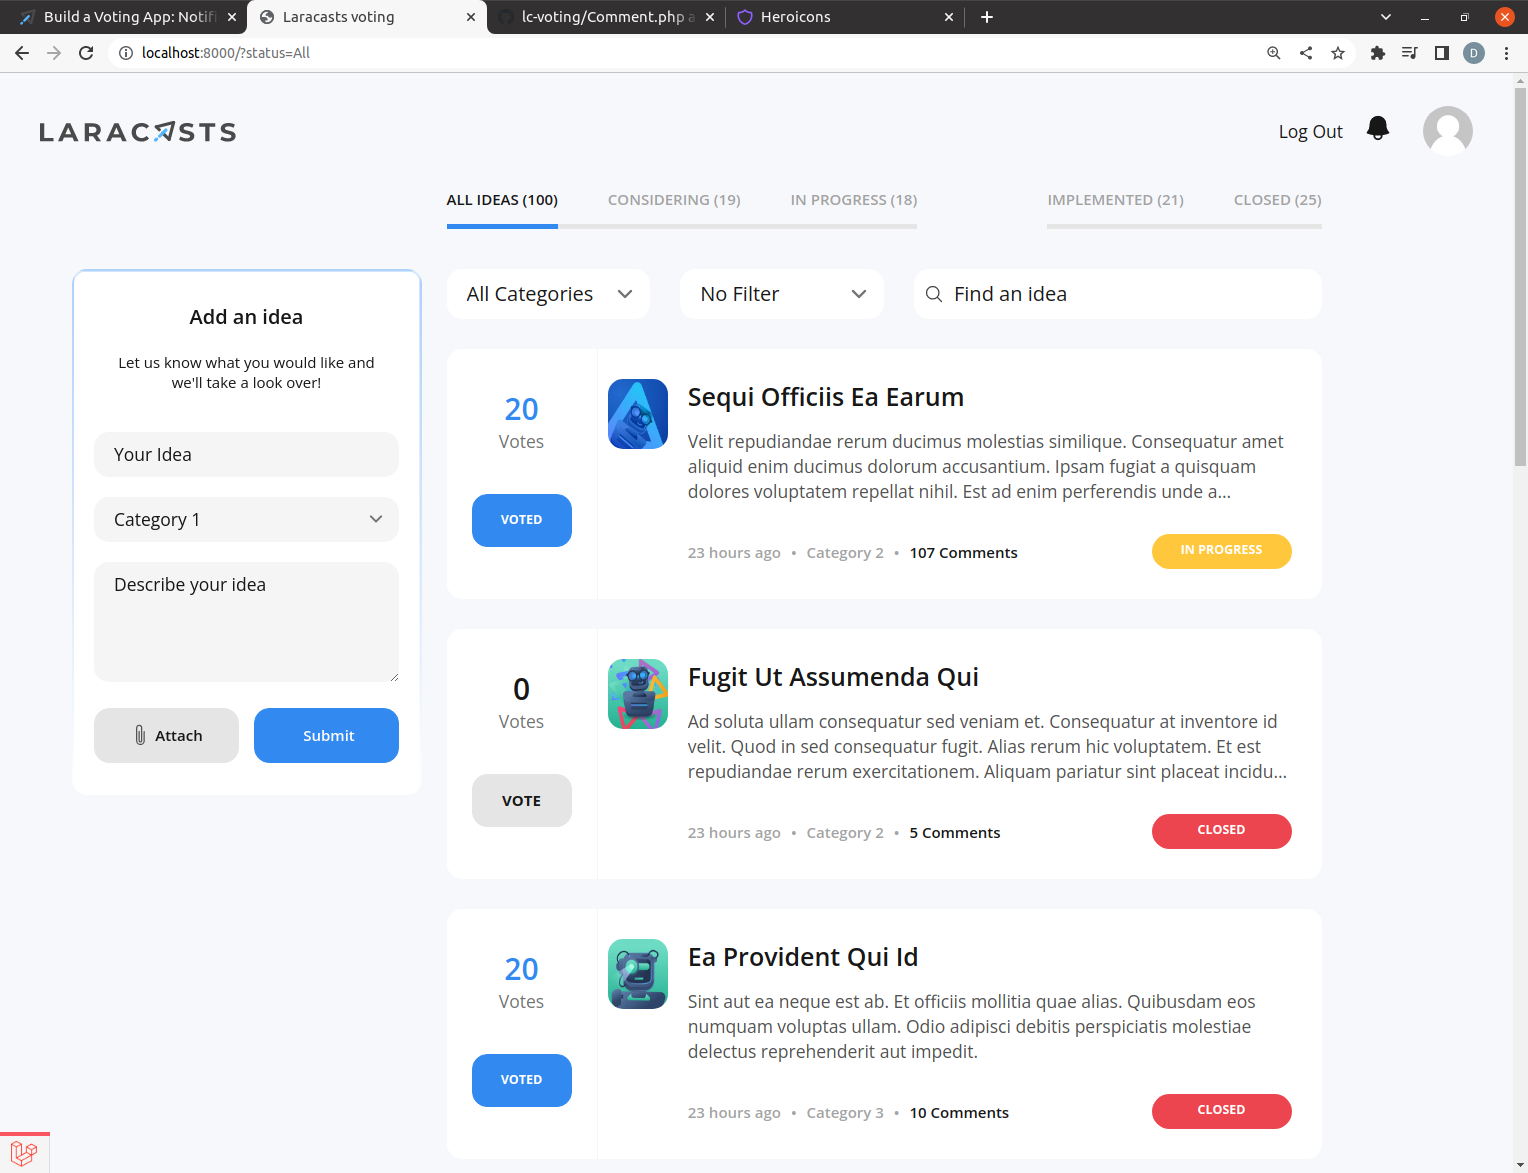 Build a Voting App: Notifi
Laracasts voting
lc-voting/Comment.php a
Heroicons
localhost:8000/?status=All
D
LARACASTS
Log Out
ALL IDEAS (100)
CONSIDERING (19)
IN PROGRESS (18)
IMPLEMENTED (21)
CLOSED (25)
Add an idea
Let us know what you would like and
we'll take a look over!
Your Idea
Category 1
Describe your idea
Attach
Submit
All Categories
No Filter
Find an idea
20
Votes
VOTED
Sequi Officiis Ea Earum
Velit repudiandae rerum ducimus molestias similique. Consequatur amet
aliquid enim ducimus dolorum accusantium. Ipsam fugiat a quisquam
dolores voluptatem repellat nihil. Est ad enim perferendis unde a...
23 hours ago • Category 2 • 107 Comments
IN PROGRESS
0
Votes
VOTE
Fugit Ut Assumenda Qui
Ad soluta ullam consequatur sed veniam et. Consequatur at inventore id
velit. Quod in sed consequatur fugit. Alias rerum hic voluptatem. Et est
repudiandae rerum exercitationem. Aliquam pariatur sint placeat incidu...
23 hours ago • Category 2 • 5 Comments
CLOSED
20
Votes
VOTED
Ea Provident Qui Id
Sint aut ea neque est ab. Et officiis mollitia quae alias. Quibusdam eos
numquam voluptas ullam. Odio adipisci debitis perspiciatis molestiae
delectus reprehenderit aut impedit.
23 hours ago • Category 3 • 10 Comments
CLOSED